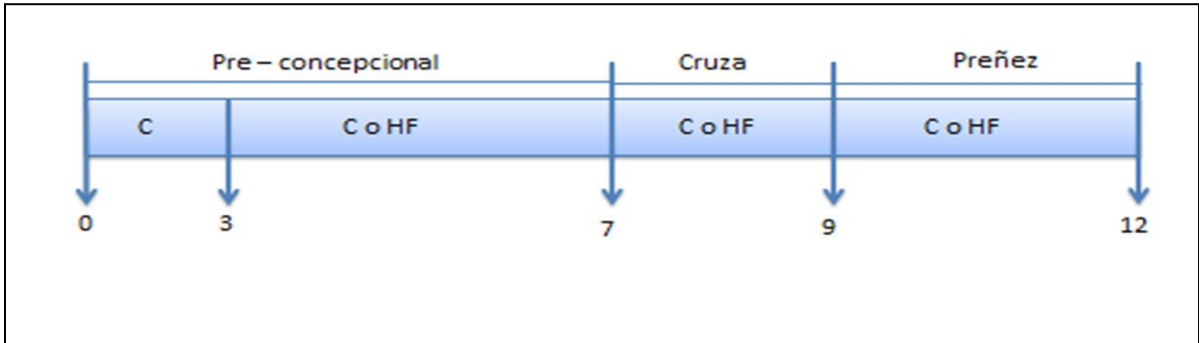 Pre – concepcional Cruza Preñez
C C o HF C o HF C o HF
0 3 7 9 12